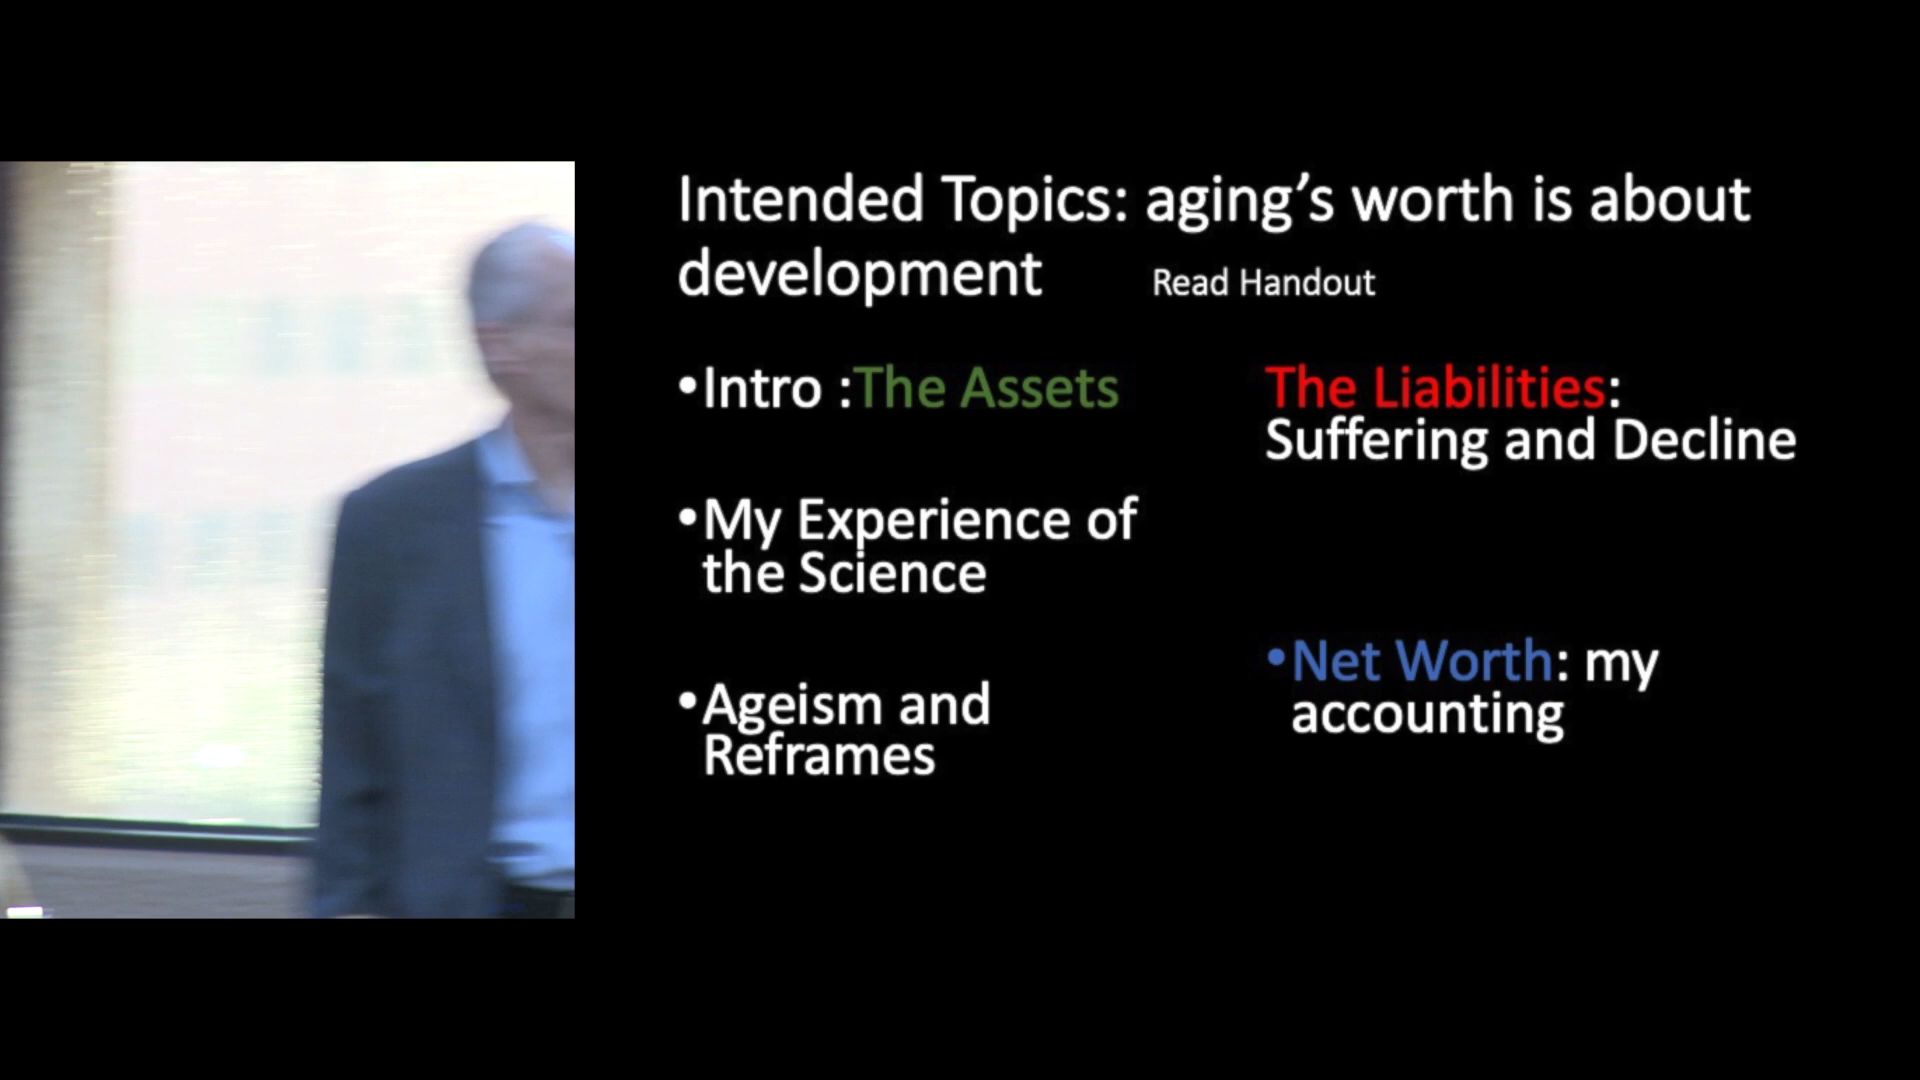 Intended Topics: aging’s worth is about
development Read Handout
•Intro :The Assets
•My Experience of
the Science
•Ageism and
Reframes
The Liabilities:
Suffering and Decline
•Net Worth: my
accounting